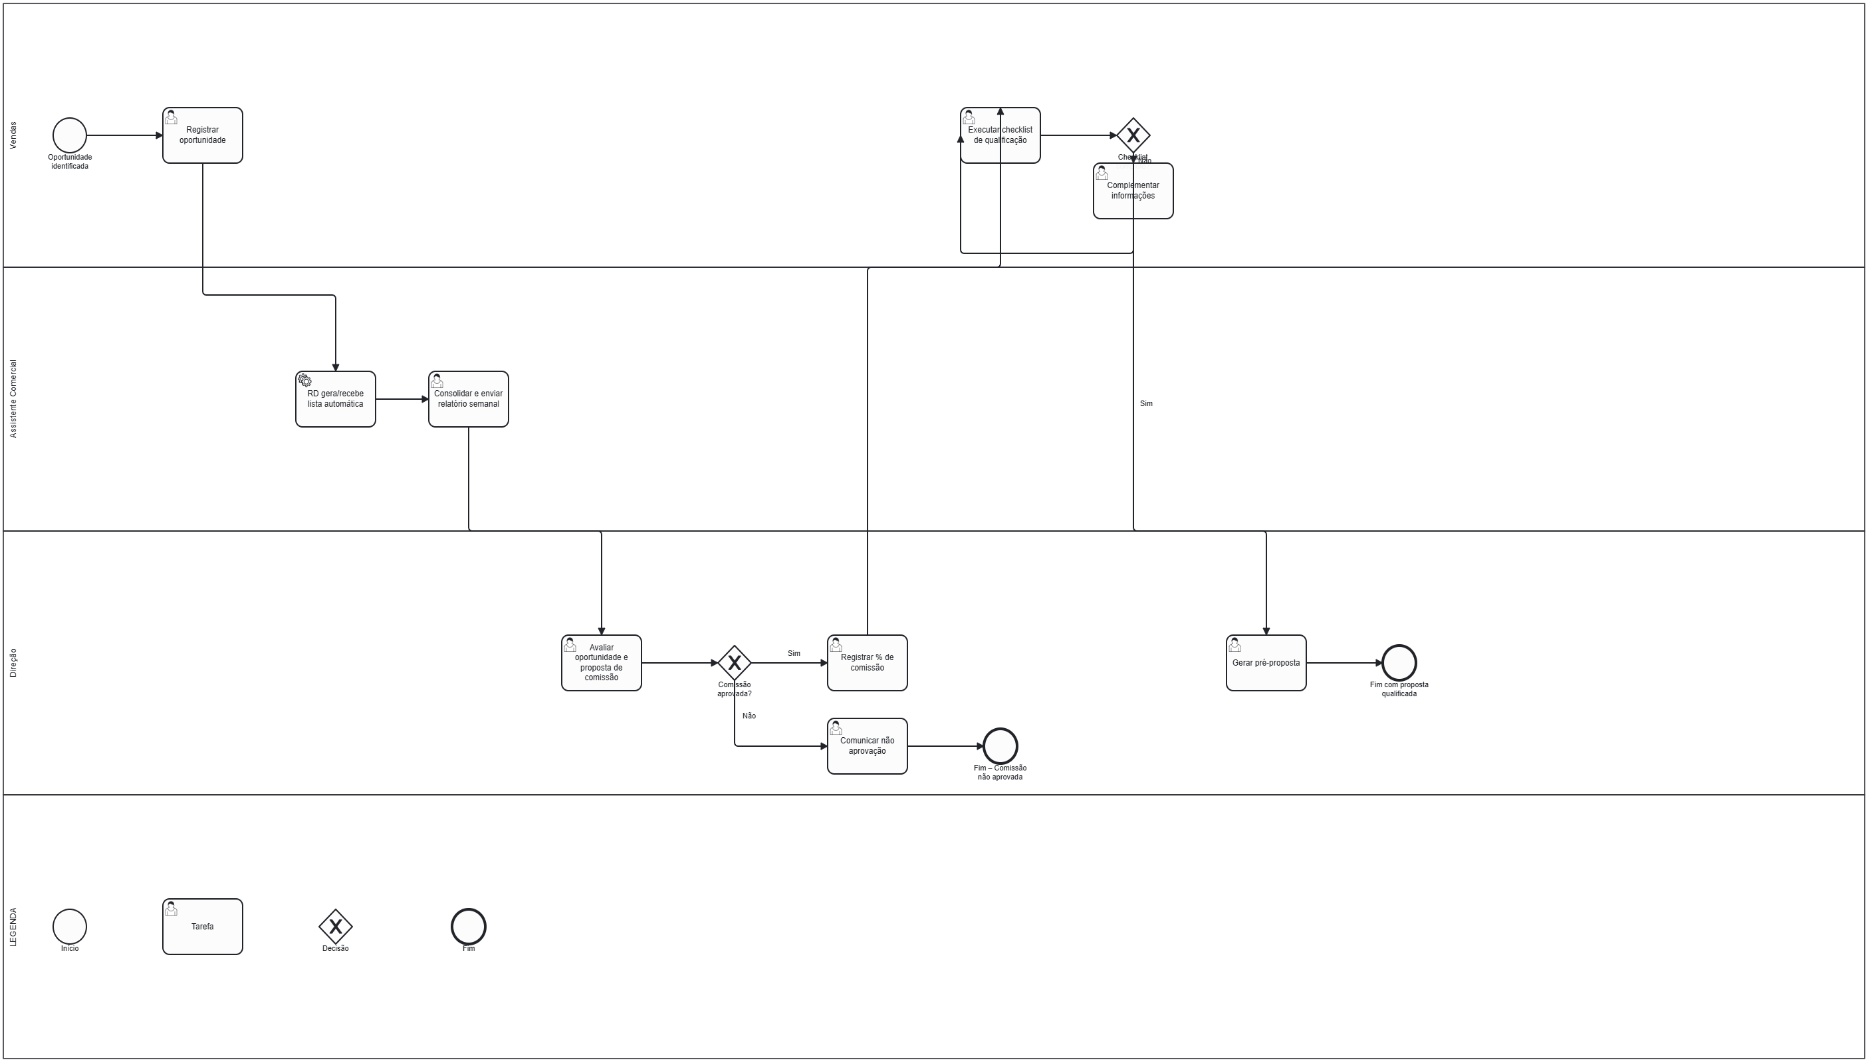 Vendas
Oportunidade
identificada
Registrar
oportunidade
Executar checklist
de qualificação
Checklist
Não
Complementar
informações
Assistente Comercial
RD gera/recebe
lista automática
Consolidar e enviar
relatório semanal
Sim
Direção
Avaliar
oportunidade e
proposta de
comissão
Comissão
aprovada?
Sim
Não
Registrar % de
comissão
Comunicar não
aprovação
Fim – Comissão
não aprovada
Gerar pré-proposta
Fim com proposta
qualificada
LEGENDA
Início
Tarefa
Decisão
Fim